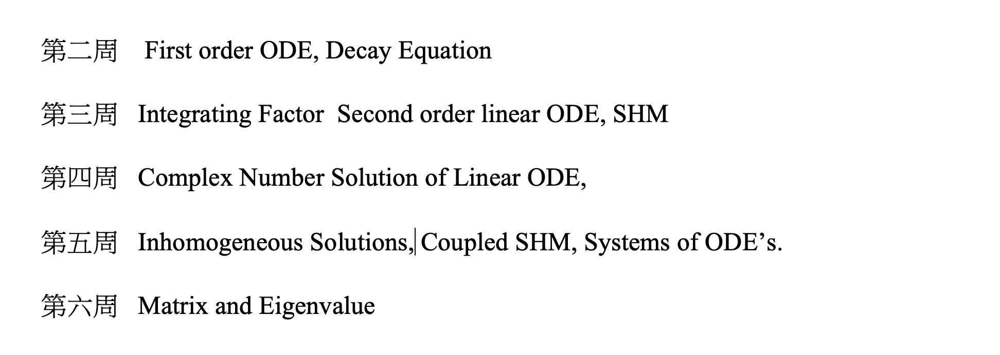 第二周 First order ODE, Decay Equation
第三周 Integrating Factor Second order linear ODE, SHM
第四周 Complex Number Solution of Linear ODE,
第五周 Inhomogeneous Solutions, Coupled SHM, Systems of ODE’s.
第六周 Matrix and Eigenvalue